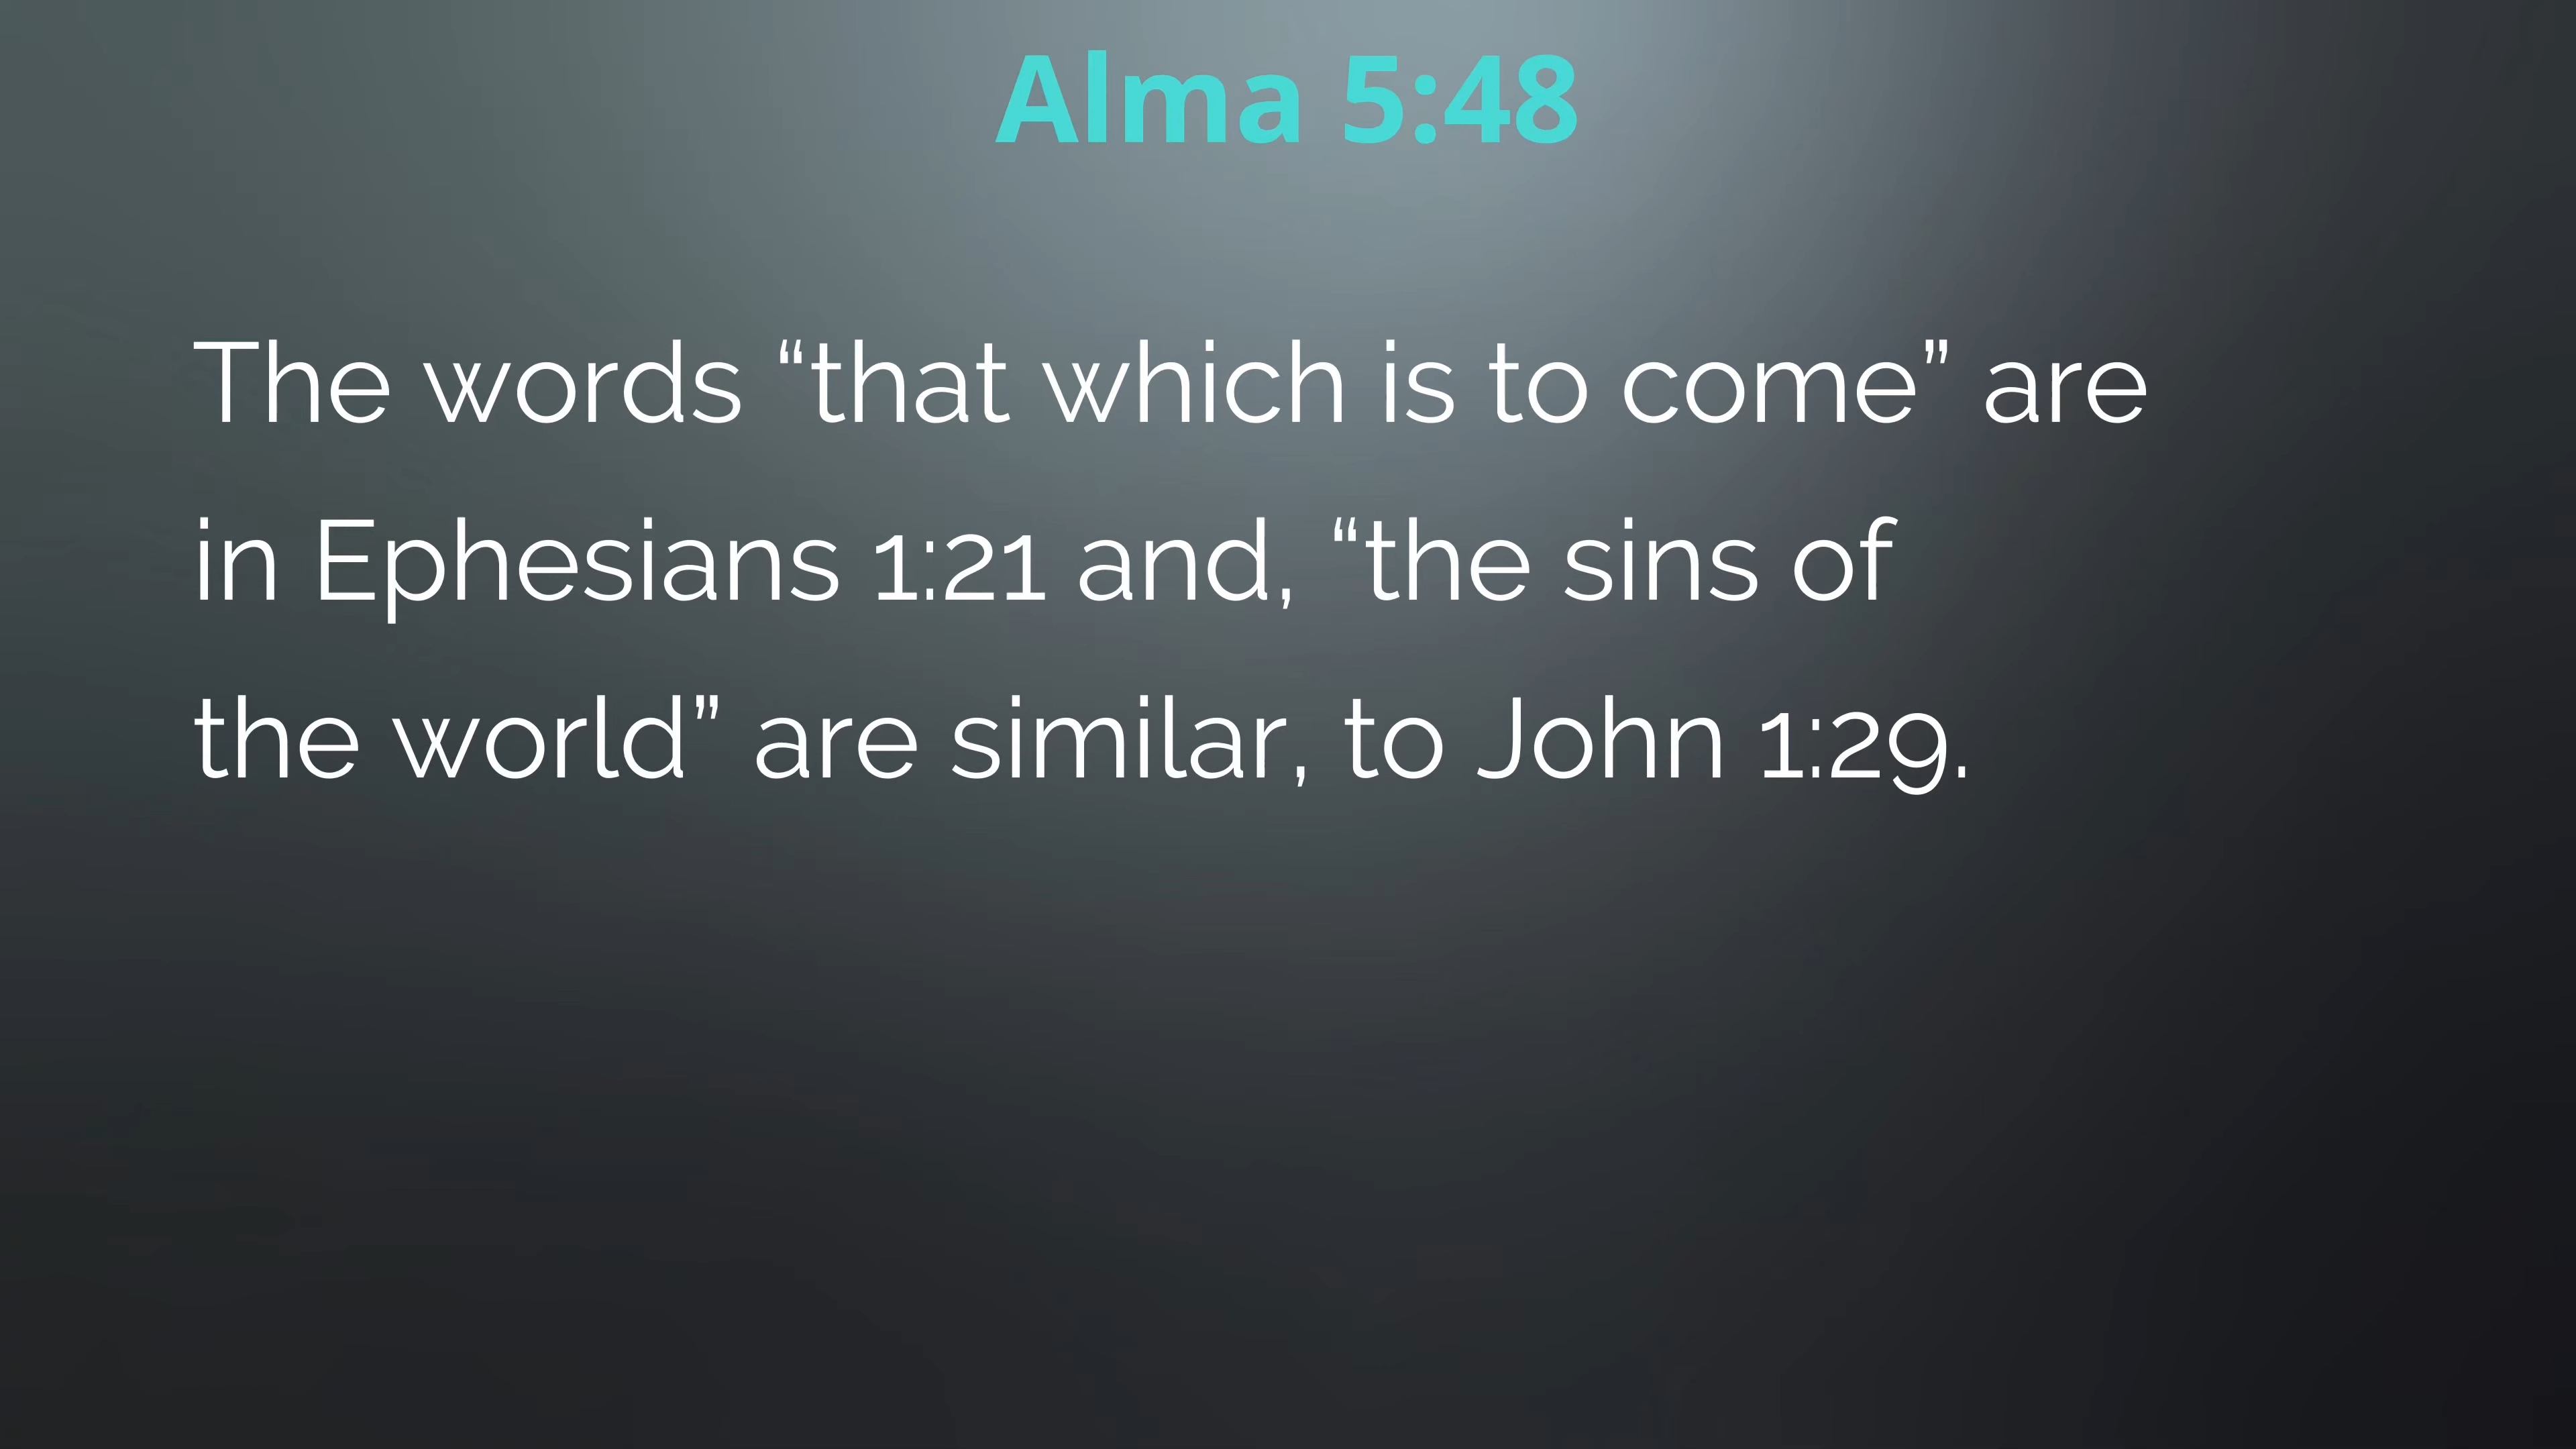 Alma 5:48
The words “that which is to come” are
in Ephesians 1:21 and, “the sins of
the world” are similar, to John 1:29.